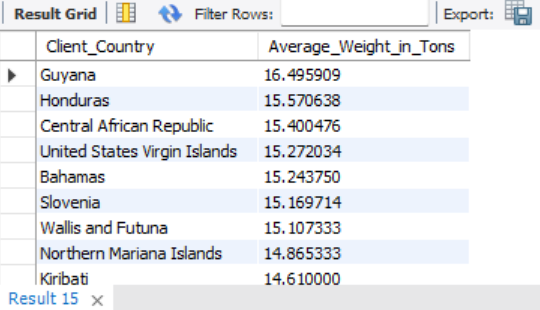 Result Grid Filter Rows: Export:
Client_Country Average_Weight_in_Tons
Guyana 16.495909
Honduras 15.570638
Central African Republic 15.400476
United States Virgin Islands 15.272034
Bahamas 15.243750
Slovenia 15.169714
Wallis and Futuna 15.107333
Northern Mariana Islands 14.865333
Kiribati 14.610000
Result 15 ×